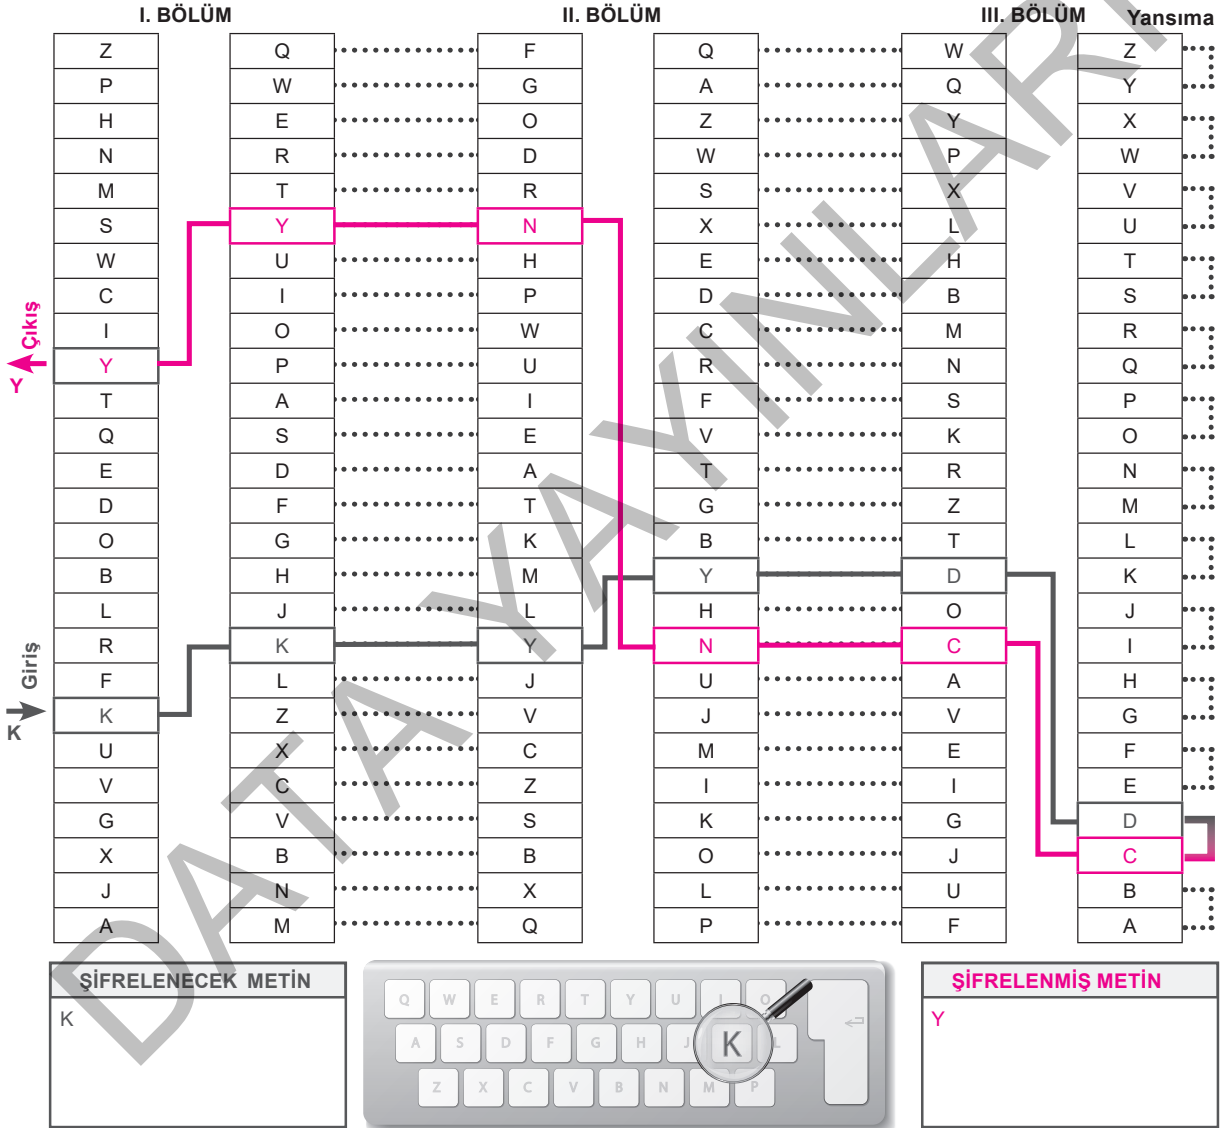 I. BÖLÜM II. BÖLÜM III. BÖLÜM Yansıma
Z Q F Q W Z
P W G A Q Y
H E O Z Y X
N R D W P W
M T R S X V
S Y N X L U
W U H E H T
C I P D B S
I O W C M R
Y P U R N Q
T A I F S P
Q S E V K O
E D A T R N
D F T G Z M
O G K B T L
B H M Y D K
L J L H O J
R K Y N C I
F L J U A H
K Z V J V G
U X C M E F
V C Z I I E
G V S K G D
X B B O J C
J N X L U B
A M Q P F A
Çıkış
Y
Giriş
K
ŞİFRELENECEK METİN
K
Q W E R T Y U I O
A S D F G H J K L
Z X C V B N M P
ŞİFRELENMİŞ METİN
Y
DATA YAYINLARI